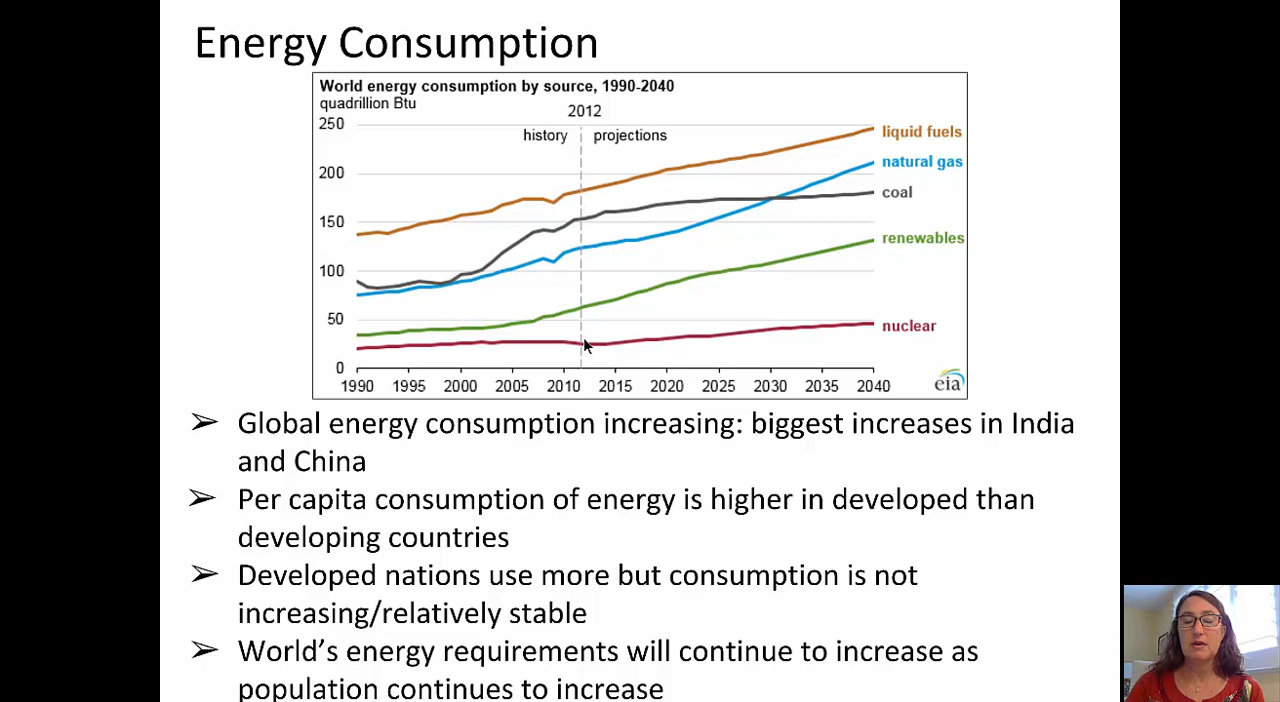 Energy Consumption
World energy consumption by source, 1990-2040
quadrillion Btu
2012
history projections
250
200
150
100
50
0
liquid fuels
natural gas
coal
renewables
nuclear
1990 1995 2000 2005 2010 2015 2020 2025 2030 2035 2040
eia
➢ Global energy consumption increasing: biggest increases in India
and China
➢ Per capita consumption of energy is higher in developed than
developing countries
➢ Developed nations use more but consumption is not
increasing/relatively stable
➢ World’s energy requirements will continue to increase as
population continues to increase